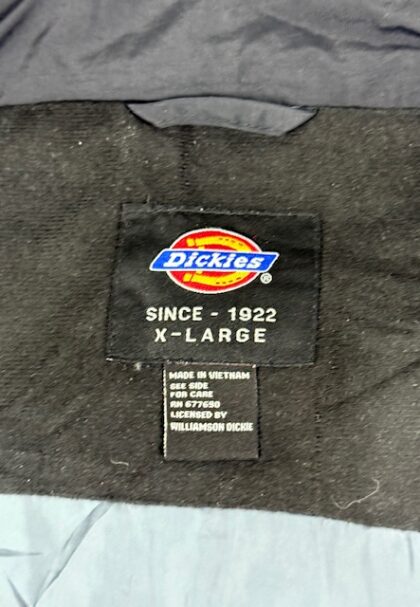 Dickies®
SINCE - 1922
X-LARGE
MADE IN VIETNAM
SEE SIDE
FOR CARE
RN 677690
LICENSED BY
WILLIAMSON DICKIE